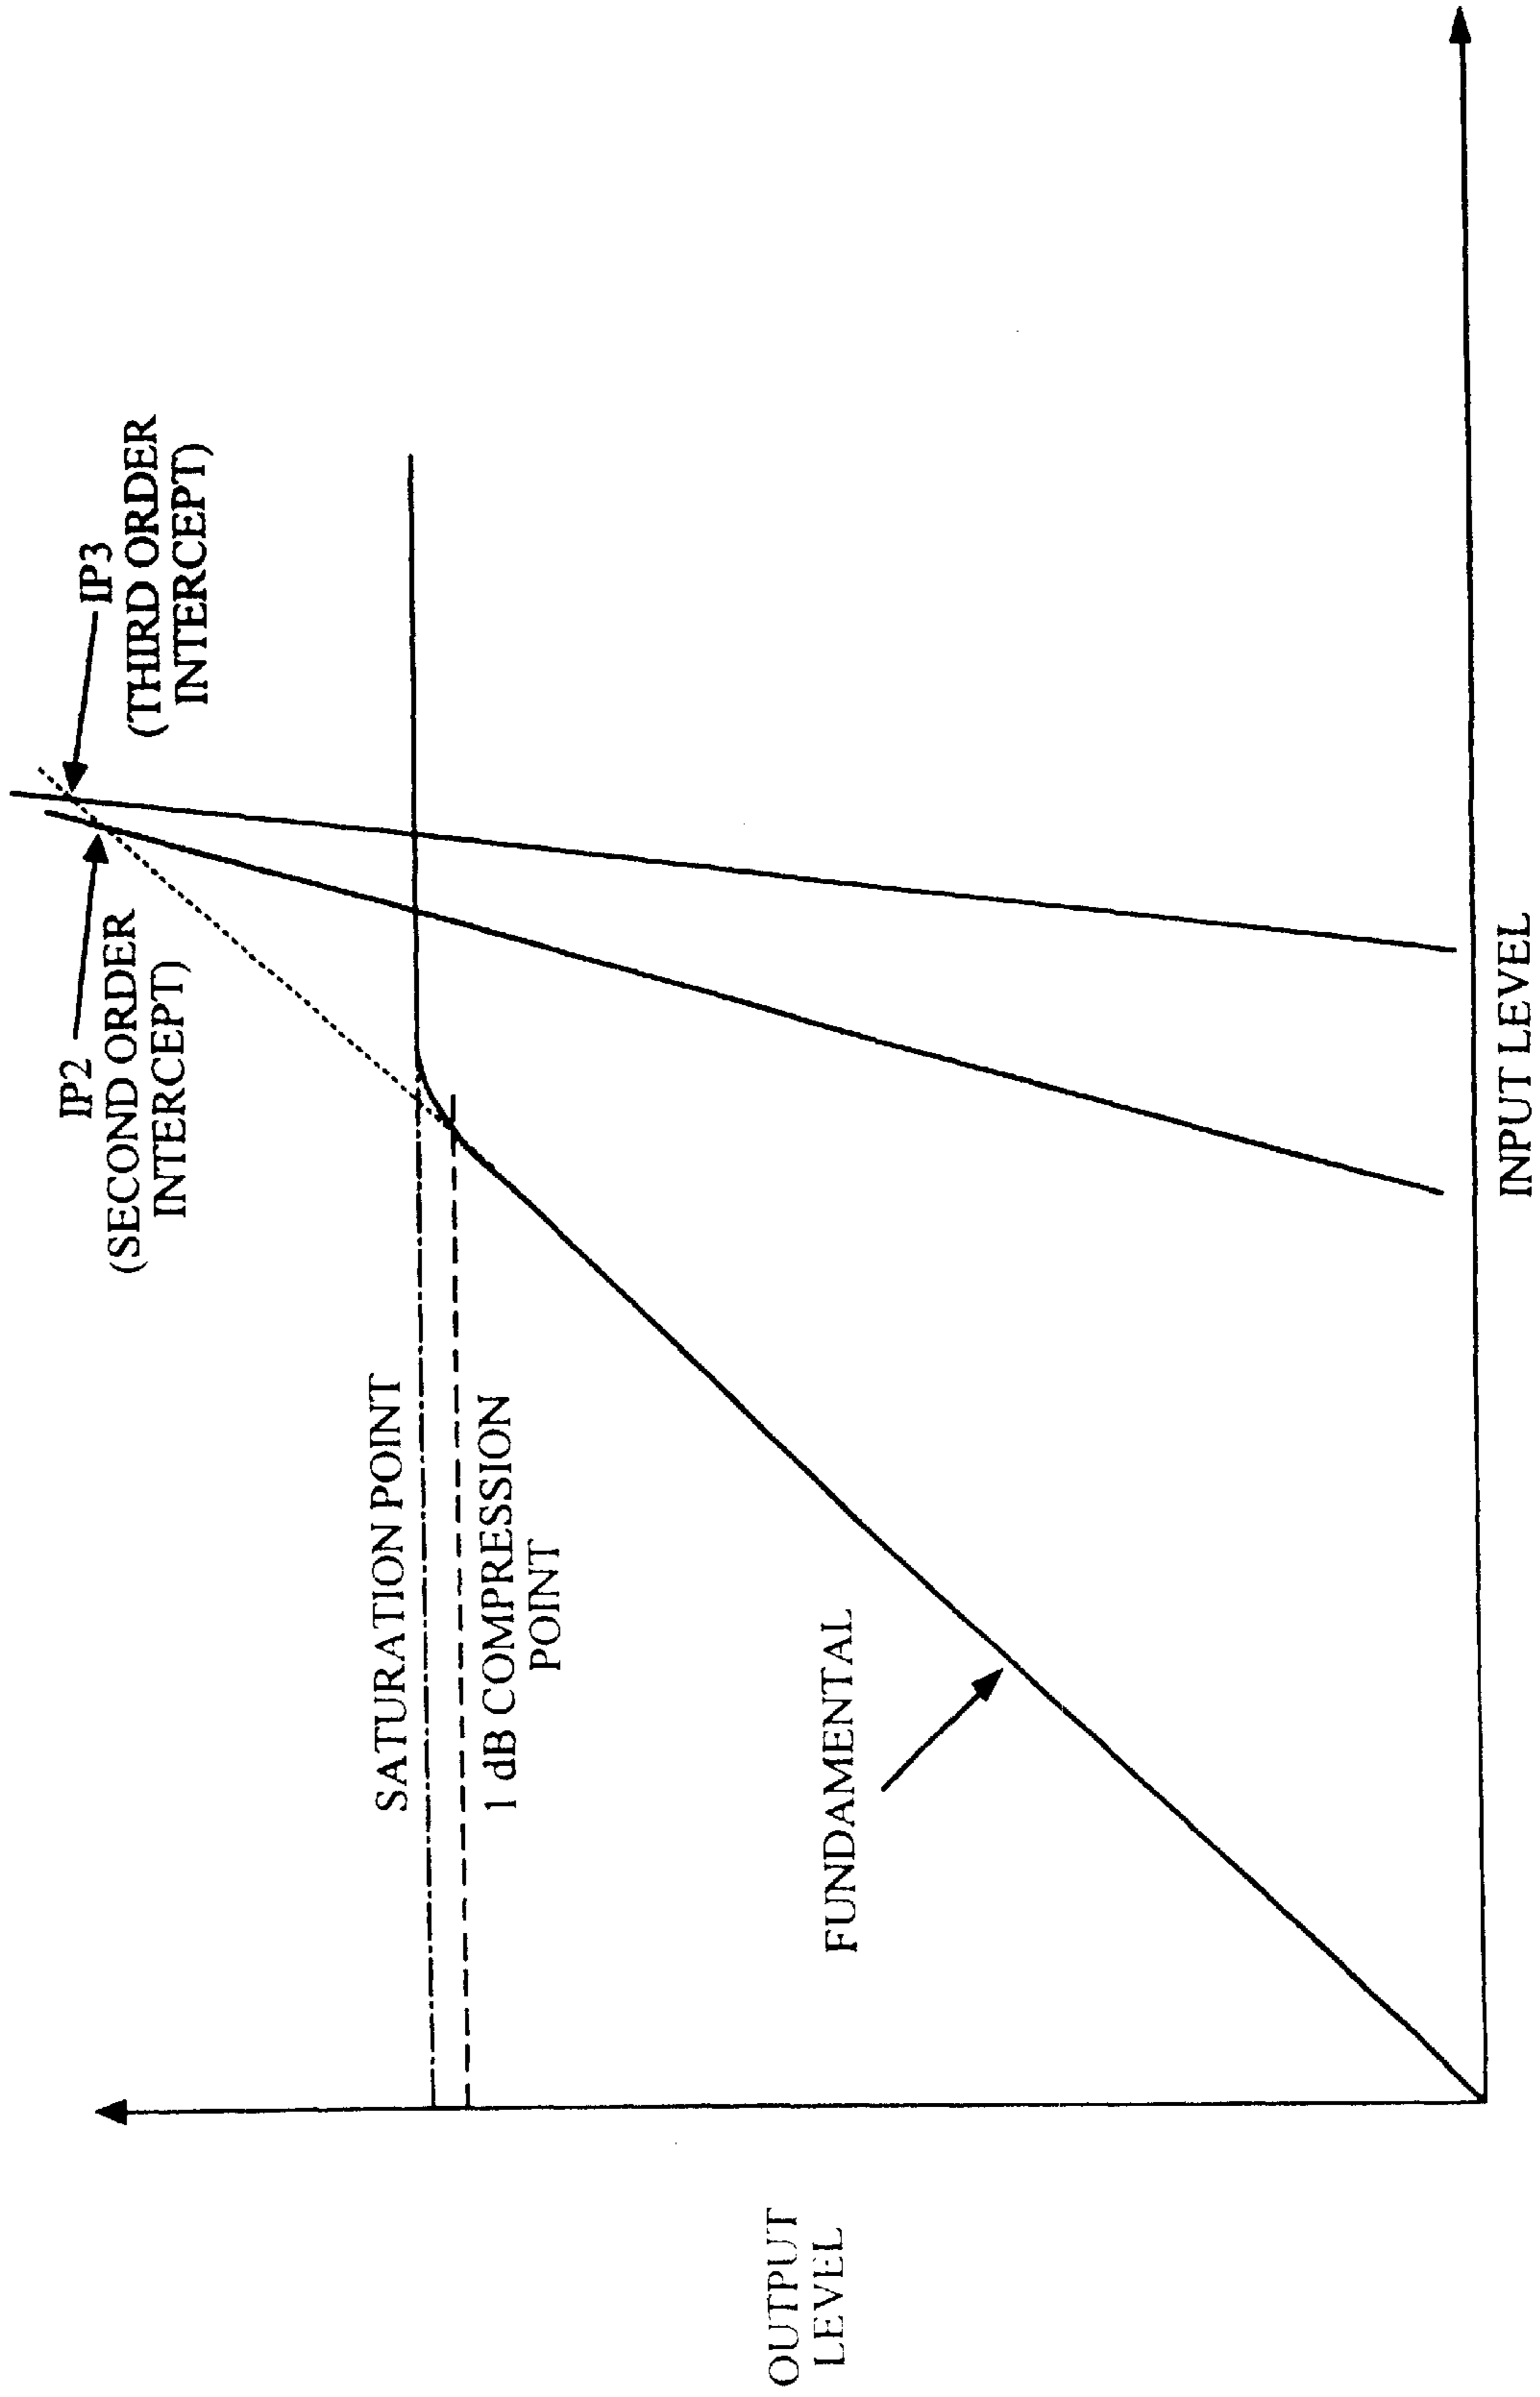 IP2
(SECOND ORDER
INTERCEPT)
IP3
(THIRD ORDER
INTERCEPT)
SATURATION POINT
1 dB COMPRESSION
POINT
FUNDAMENTAL
OUTPUT
LEVEL
INPUT LEVEL